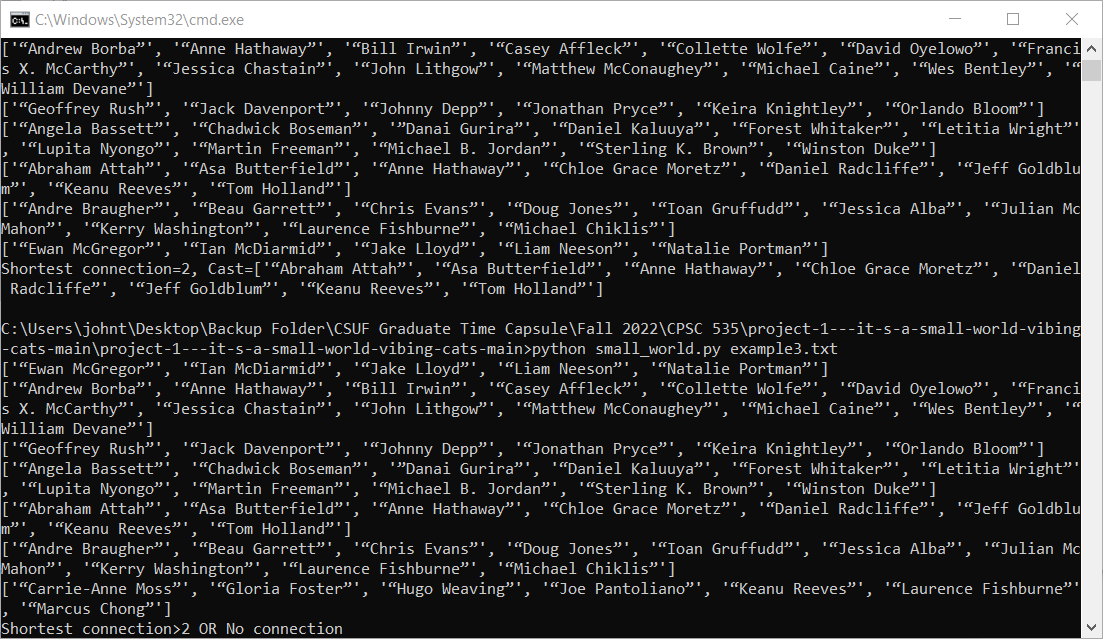 C:\Windows\System32\cmd.exe
['“Andrew Borba”', '“Anne Hathaway”', '“Bill Irwin”', '“Casey Affleck”', '“Collette Wolfe”', '“David Oyelowo”', '“Franci
s X. McCarthy”', '“Jessica Chastain”', '“John Lithgow”', '“Matthew McConaughey”', '“Michael Caine”', '“Wes Bentley”', '“
William Devane”']
['“Geoffrey Rush”', '“Jack Davenport”', '“Johnny Depp”', '“Jonathan Pryce”', '“Keira Knightley”', '“Orlando Bloom”']
['“Angela Bassett”', '“Chadwick Boseman”', '”Danai Gurira”', '“Daniel Kaluuya”', '“Forest Whitaker”', '“Letitia Wright”'
, '“Lupita Nyongo”', '“Martin Freeman”', '“Michael B. Jordan”', '“Sterling K. Brown”', '“Winston Duke”']
['“Abraham Attah”', '“Asa Butterfield”', '“Anne Hathaway”', '“Chloe Grace Moretz”', '“Daniel Radcliffe”', '“Jeff Goldblu
m”', '“Keanu Reeves”', '“Tom Holland”']
['“Andre Braugher”', '“Beau Garrett”', '“Chris Evans”', '“Doug Jones”', '“Ioan Gruffudd”', '“Jessica Alba”', '“Julian Mc
Mahon”', '“Kerry Washington”', '“Laurence Fishburne”', '“Michael Chiklis”']
['“Ewan McGregor”', '“Ian McDiarmid”', '“Jake Lloyd”', '“Liam Neeson”', '“Natalie Portman”']
Shortest connection=2, Cast=['“Abraham Attah”', '“Asa Butterfield”', '“Anne Hathaway”', '“Chloe Grace Moretz”', '“Daniel
 Radcliffe”', '“Jeff Goldblum”', '“Keanu Reeves”', '“Tom Holland”']
C:\Users\johnt\Desktop\Backup Folder\CSUF Graduate Time Capsule\Fall 2022\CPSC 535\project-1---it-s-a-small-world-vibing
-cats-main\project-1---it-s-a-small-world-vibing-cats-main>python small_world.py example3.txt
['“Ewan McGregor”', '“Ian McDiarmid”', '“Jake Lloyd”', '“Liam Neeson”', '“Natalie Portman”']
['“Andrew Borba”', '“Anne Hathaway”', '“Bill Irwin”', '“Casey Affleck”', '“Collette Wolfe”', '“David Oyelowo”', '“Franci
s X. McCarthy”', '“Jessica Chastain”', '“John Lithgow”', '“Matthew McConaughey”', '“Michael Caine”', '“Wes Bentley”', '“
William Devane”']
['“Geoffrey Rush”', '“Jack Davenport”', '“Johnny Depp”', '“Jonathan Pryce”', '“Keira Knightley”', '“Orlando Bloom”']
['“Angela Bassett”', '“Chadwick Boseman”', '”Danai Gurira”', '“Daniel Kaluuya”', '“Forest Whitaker”', '“Letitia Wright”'
, '“Lupita Nyongo”', '“Martin Freeman”', '“Michael B. Jordan”', '“Sterling K. Brown”', '“Winston Duke”']
['“Abraham Attah”', '“Asa Butterfield”', '“Anne Hathaway”', '“Chloe Grace Moretz”', '“Daniel Radcliffe”', '“Jeff Goldblu
m”', '“Keanu Reeves”', '“Tom Holland”']
['“Andre Braugher”', '“Beau Garrett”', '“Chris Evans”', '“Doug Jones”', '“Ioan Gruffudd”', '“Jessica Alba”', '“Julian Mc
Mahon”', '“Kerry Washington”', '“Laurence Fishburne”', '“Michael Chiklis”']
['“Carrie-Anne Moss”', '“Gloria Foster”', '“Hugo Weaving”', '“Joe Pantoliano”', '“Keanu Reeves”', '“Laurence Fishburne”'
, '“Marcus Chong”']
Shortest connection>2 OR No connection